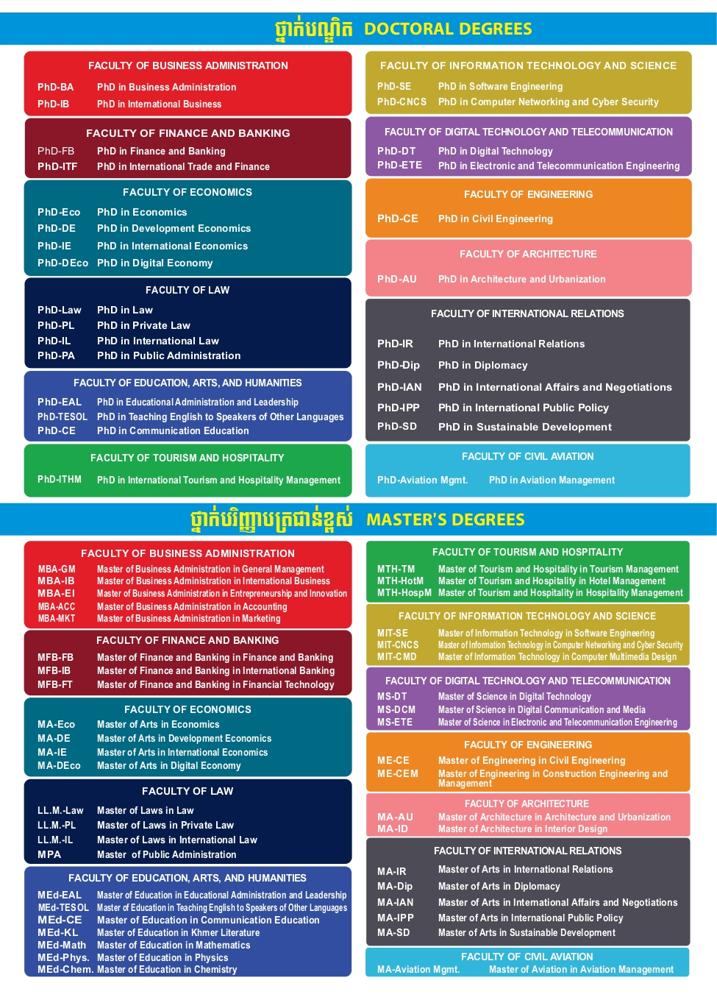 ថ្នាក់បណ្ឌិត DOCTORAL DEGREES
FACULTY OF BUSINESS ADMINISTRATION
PhD-BA PhD in Business Administration
PhD-IB PhD in International Business
FACULTY OF FINANCE AND BANKING
PhD-FB PhD in Finance and Banking
PhD-ITF PhD in International Trade and Finance
FACULTY OF ECONOMICS
PhD-Eco PhD in Economics
PhD-DE PhD in Development Economics
PhD-IE PhD in International Economics
PhD-DEco PhD in Digital Economy
FACULTY OF LAW
PhD-Law PhD in Law
PhD-PL PhD in Private Law
PhD-IL PhD in International Law
PhD-PA PhD in Public Administration
FACULTY OF EDUCATION, ARTS, AND HUMANITIES
PhD-EAL PhD in Educational Administration and Leadership
PhD-TESOL PhD in Teaching English to Speakers of Other Languages
PhD-CE PhD in Communication Education
FACULTY OF TOURISM AND HOSPITALITY
PhD-ITHM PhD in International Tourism and Hospitality Management
FACULTY OF INFORMATION TECHNOLOGY AND SCIENCE
PhD-SE PhD in Software Engineering
PhD-CNCS PhD in Computer Networking and Cyber Security
FACULTY OF DIGITAL TECHNOLOGY AND TELECOMMUNICATION
PhD-DT PhD in Digital Technology
PhD-ETE PhD in Electronic and Telecommunication Engineering
FACULTY OF ENGINEERING
PhD-CE PhD in Civil Engineering
FACULTY OF ARCHITECTURE
PhD-AU PhD in Architecture and Urbanization
FACULTY OF INTERNATIONAL RELATIONS
PhD-IR PhD in International Relations
PhD-Dip PhD in Diplomacy
PhD-IAN PhD in International Affairs and Negotiations
PhD-IPP PhD in International Public Policy
PhD-SD PhD in Sustainable Development
FACULTY OF CIVIL AVIATION
PhD-Aviation Mgmt. PhD in Aviation Management
ថ្នាក់បរិញ្ញាបត្រជាន់ខ្ពស់ MASTER'S DEGREES
FACULTY OF BUSINESS ADMINISTRATION
MBA-GM Master of Business Administration in General Management
MBA-IB Master of Business Administration in International Business
MBA-EI Master of Business Administration in Entrepreneurship and Innovation
MBA-ACC Master of Business Administration in Accounting
MBA-MKT Master of Business Administration in Marketing
FACULTY OF FINANCE AND BANKING
MFB-FB Master of Finance and Banking in Finance and Banking
MFB-IB Master of Finance and Banking in International Banking
MFB-FT Master of Finance and Banking in Financial Technology
FACULTY OF ECONOMICS
MA-Eco Master of Arts in Economics
MA-DE Master of Arts in Development Economics
MA-IE Master of Arts in International Economics
MA-DEco Master of Arts in Digital Economy
FACULTY OF LAW
LL.M.-Law Master of Laws in Law
LL.M.-PL Master of Laws in Private Law
LL.M.-IL Master of Laws in International Law
MPA Master of Public Administration
FACULTY OF EDUCATION, ARTS, AND HUMANITIES
MEd-EAL Master of Education in Educational Administration and Leadership
MEd-TESOL Master of Education in Teaching English to Speakers of Other Languages
MEd-CE Master of Education in Communication Education
MEd-KL Master of Education in Khmer Literature
MEd-Math Master of Education in Mathematics
MEd-Phys. Master of Education in Physics
MEd-Chem. Master of Education in Chemistry
FACULTY OF TOURISM AND HOSPITALITY
MTH-TM Master of Tourism and Hospitality in Tourism Management
MTH-HotM Master of Tourism and Hospitality in Hotel Management
MTH-HospM Master of Tourism and Hospitality in Hospitality Management
FACULTY OF INFORMATION TECHNOLOGY AND SCIENCE
MIT-SE Master of Information Technology in Software Engineering
MIT-CNCS Master of Information Technology in Computer Networking and Cyber Security
MIT-CMD Master of Information Technology in Computer Multimedia Design
FACULTY OF DIGITAL TECHNOLOGY AND TELECOMMUNICATION
MS-DT Master of Science in Digital Technology
MS-DCM Master of Science in Digital Communication and Media
MS-ETE Master of Science in Electronic and Telecommunication Engineering
FACULTY OF ENGINEERING
ME-CE Master of Engineering in Civil Engineering
ME-CEM Master of Engineering in Construction Engineering and
Management
FACULTY OF ARCHITECTURE
MA-AU Master of Architecture in Architecture and Urbanization
MA-ID Master of Architecture in Interior Design
FACULTY OF INTERNATIONAL RELATIONS
MA-IR Master of Arts in International Relations
MA-Dip Master of Arts in Diplomacy
MA-IAN Master of Arts in International Affairs and Negotiations
MA-IPP Master of Arts in International Public Policy
MA-SD Master of Arts in Sustainable Development
FACULTY OF CIVIL AVIATION
MA-Aviation Mgmt. Master of Aviation in Aviation Management